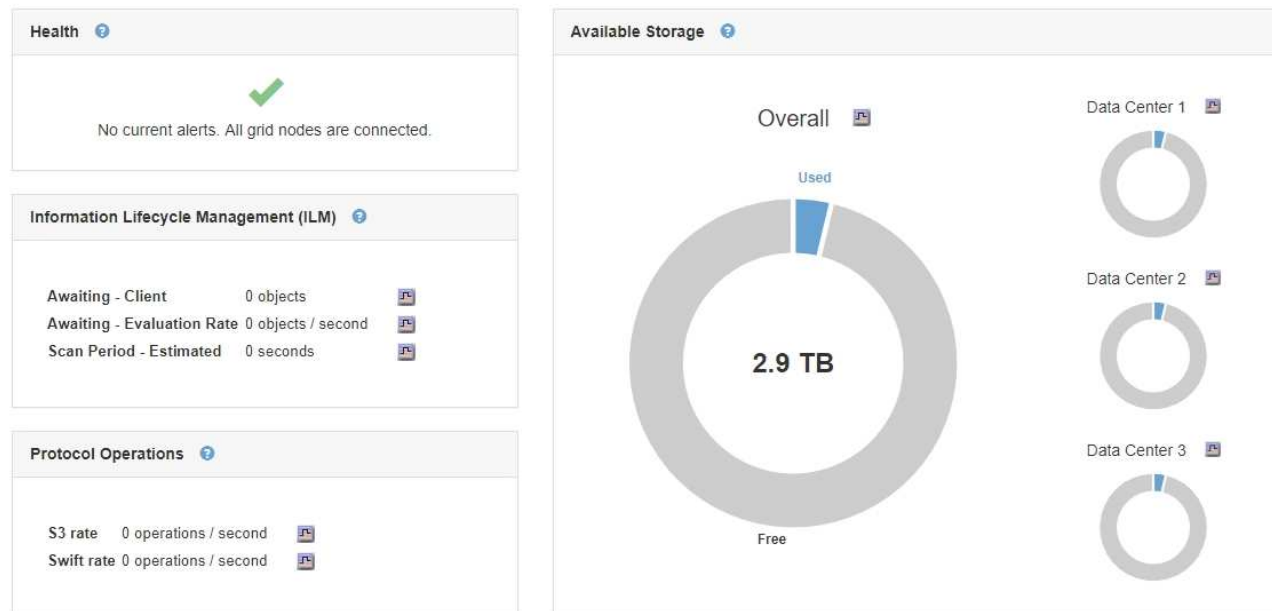 Health
No current alerts. All grid nodes are connected.
Information Lifecycle Management (ILM)
Awaiting - Client 0 objects
Awaiting - Evaluation Rate 0 objects / second
Scan Period - Estimated 0 seconds
Protocol Operations
S3 rate 0 operations / second
Swift rate 0 operations / second
Available Storage
Overall
Used
2.9 TB
Free
Data Center 1
Data Center 2
Data Center 3